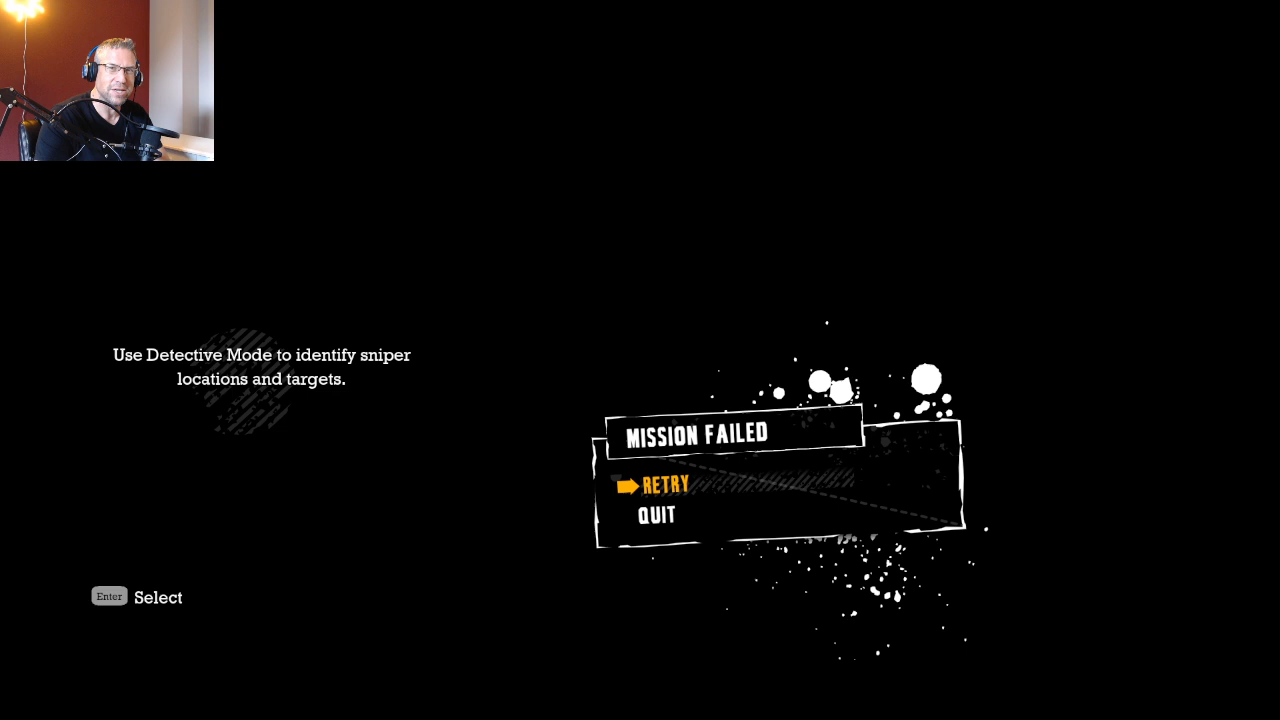 Use Detective Mode to identify sniper
locations and targets.
MISSION FAILED
RETRY
QUIT
Enter Select